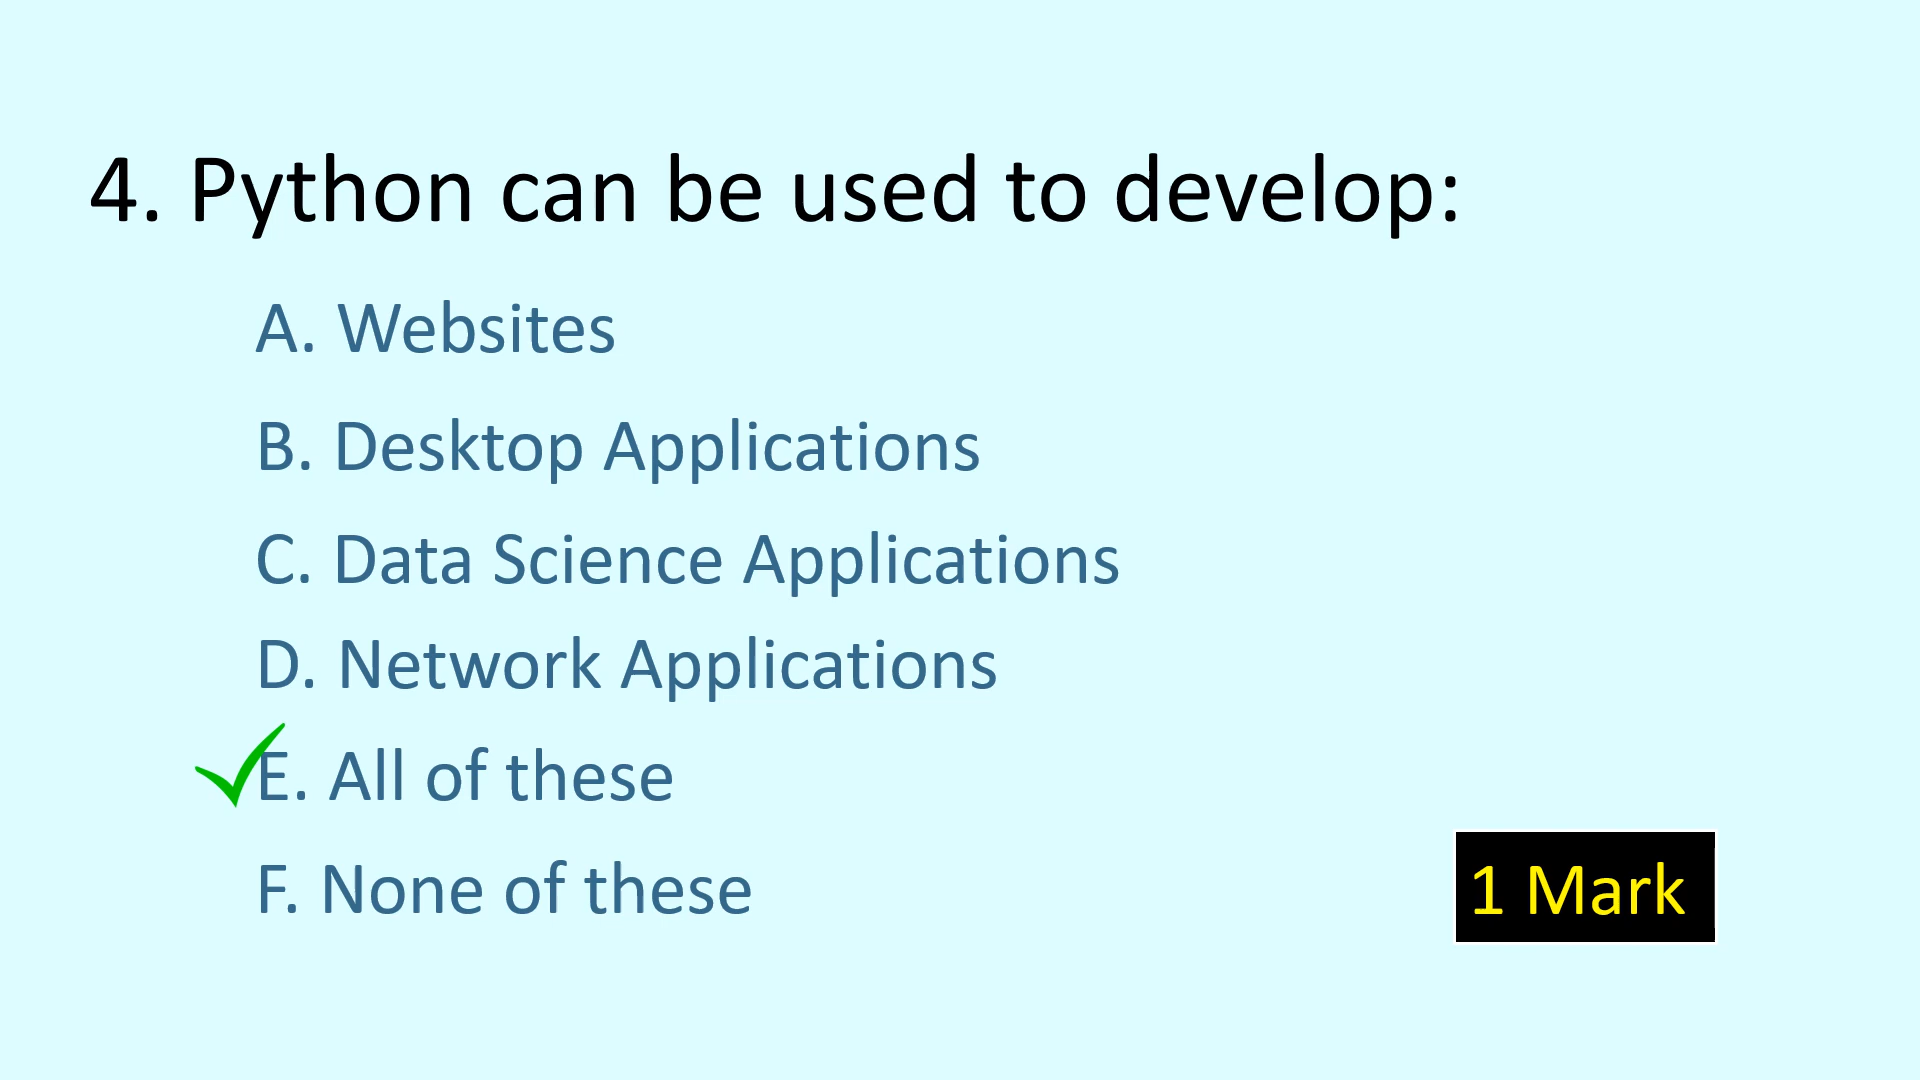 4. Python can be used to develop:
A. Websites
B. Desktop Applications
C. Data Science Applications
D. Network Applications
E. All of these
F. None of these
1 Mark